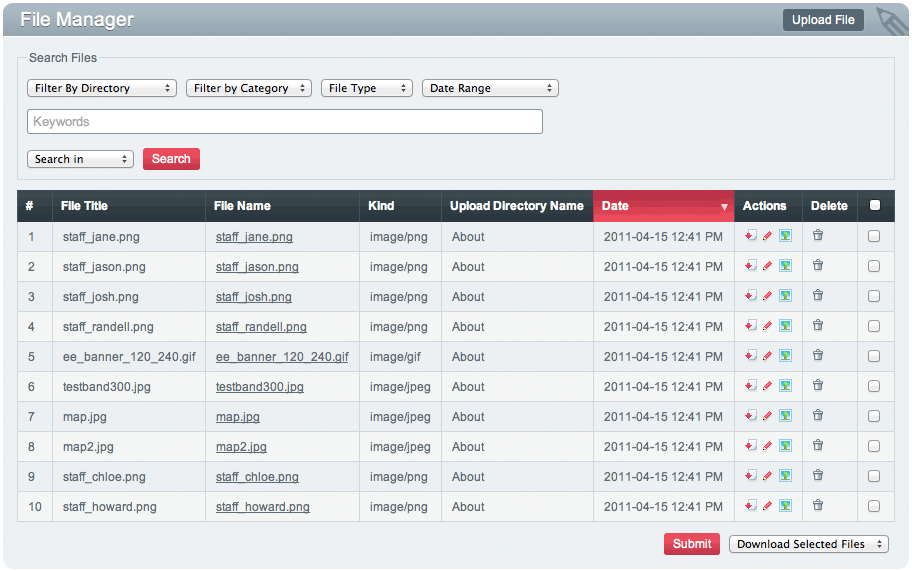 File Manager
Upload File
Search Files
Filter By Directory Filter by Category File Type Date Range
Keywords
Search in Search
# File Title File Name Kind Upload Directory Name Date Actions Delete
1 staff_jane.png staff_jane.png image/png About 2011-04-15 12:41 PM
2 staff_jason.png staff_jason.png image/png About 2011-04-15 12:41 PM
3 staff_josh.png staff_josh.png image/png About 2011-04-15 12:41 PM
4 staff_randell.png staff_randell.png image/png About 2011-04-15 12:41 PM
5 ee_banner_120_240.gif ee_banner_120_240.gif image/gif About 2011-04-15 12:41 PM
6 testband300.jpg testband300.jpg image/jpeg About 2011-04-15 12:41 PM
7 map.jpg map.jpg image/jpeg About 2011-04-15 12:41 PM
8 map2.jpg map2.jpg image/jpeg About 2011-04-15 12:41 PM
9 staff_chloe.png staff_chloe.png image/png About 2011-04-15 12:41 PM
10 staff_howard.png staff_howard.png image/png About 2011-04-15 12:41 PM
Submit Download Selected Files